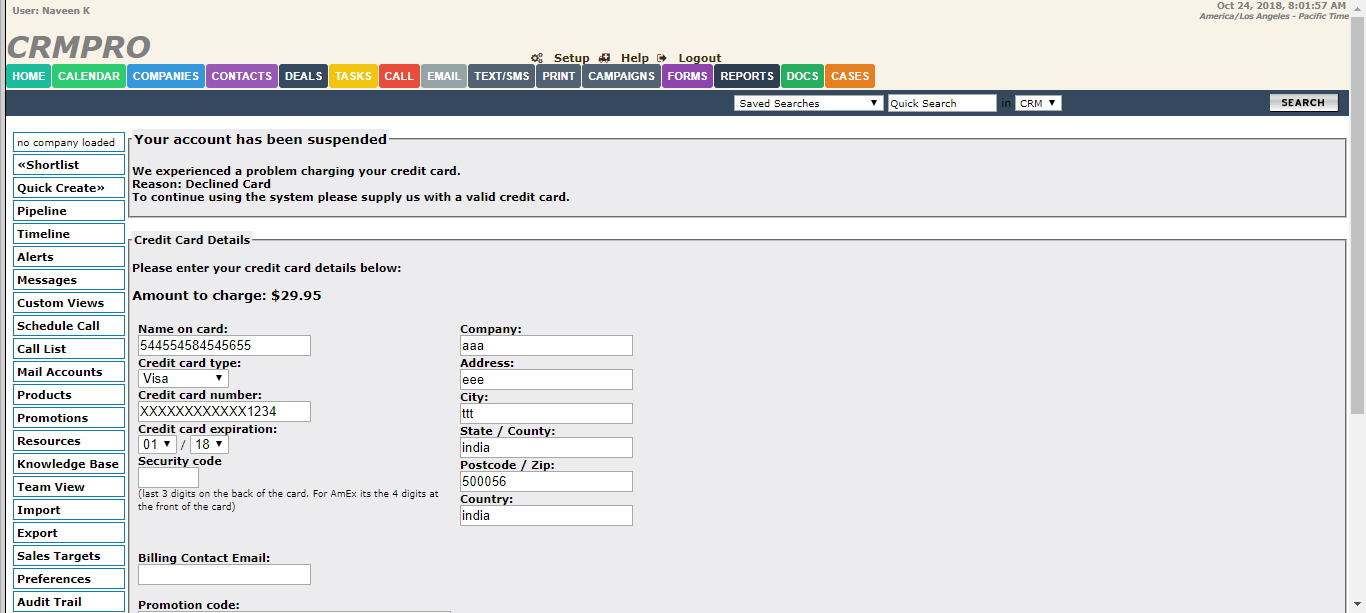 User: Naveen K
Oct 24, 2018, 8:01:57 AM
America/Los Angeles - Pacific Time
CRMPRO
Setup Help Logout
HOME CALENDAR COMPANIES CONTACTS DEALS TASKS CALL EMAIL TEXT/SMS PRINT CAMPAIGNS FORMS REPORTS DOCS CASES
Saved Searches Quick Search in CRM SEARCH
no company loaded
«Shortlist
Quick Create»
Pipeline
Timeline
Alerts
Messages
Custom Views
Schedule Call
Call List
Mail Accounts
Products
Promotions
Resources
Knowledge Base
Team View
Import
Export
Sales Targets
Preferences
Audit Trail
Your account has been suspended
We experienced a problem charging your credit card.
Reason: Declined Card
To continue using the system please supply us with a valid credit card.
Credit Card Details
Please enter your credit card details below:
Amount to charge: $29.95
Name on card:
544554584545655
Credit card type:
Visa
Credit card number:
XXXXXXXXXXXX1234
Credit card expiration:
01 / 18
Security code
(last 3 digits on the back of the card. For AmEx its the 4 digits at
the front of the card)
Company:
aaa
Address:
eee
City:
ttt
State / County:
india
Postcode / Zip:
500056
Country:
india
Billing Contact Email:
Promotion code: